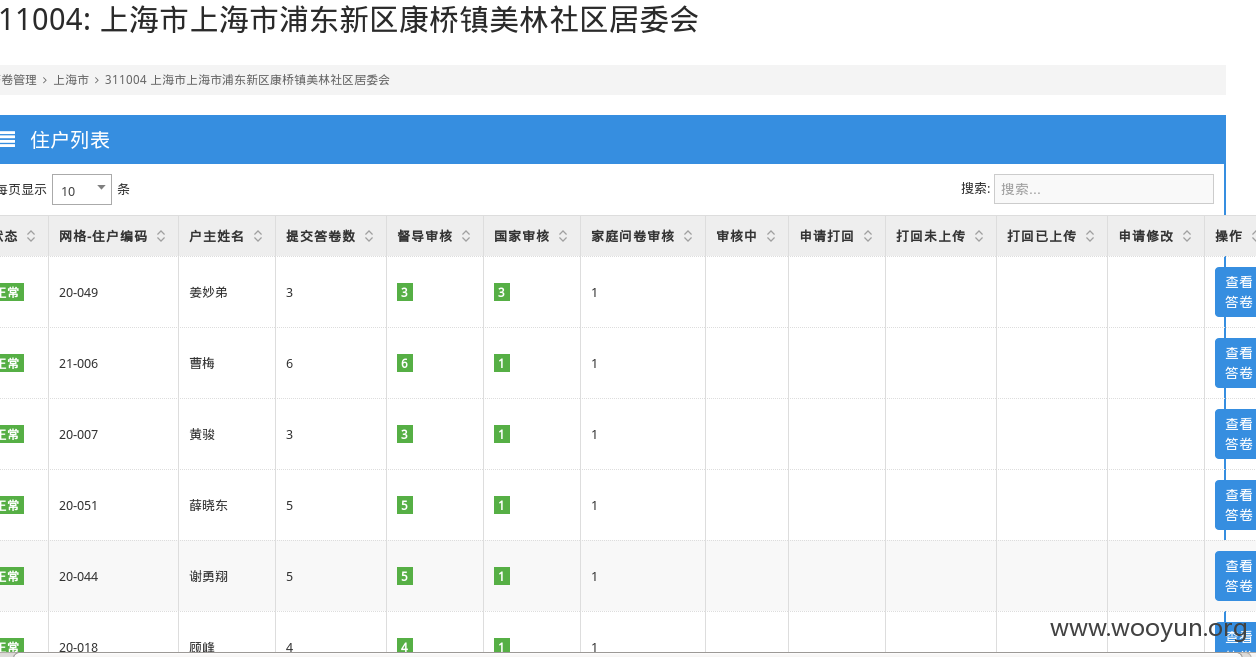 11004: 上海市上海市浦东新区康桥镇美林社区居委会
卷管理 › 上海市 › 311004 上海市上海市浦东新区康桥镇美林社区居委会
住户列表
每页显示 10 条 搜索: 搜索...
状态 网格-住户编码 户主姓名 提交答卷数 督导审核 国家审核 家庭问卷审核 审核中 申请打回 打回未上传 打回已上传 申请修改 操作
正常 20-049 姜妙弟 3 3 3 1 查看
答卷
正常 21-006 曹梅 6 6 1 1 查看
答卷
正常 20-007 黄骏 3 3 1 1 查看
答卷
正常 20-051 薛晓东 5 5 1 1 查看
答卷
正常 20-044 谢勇翔 5 5 1 1 查看
答卷
正常 20-018 顾峰 4 4 1 1 查看
www.wooyun.org